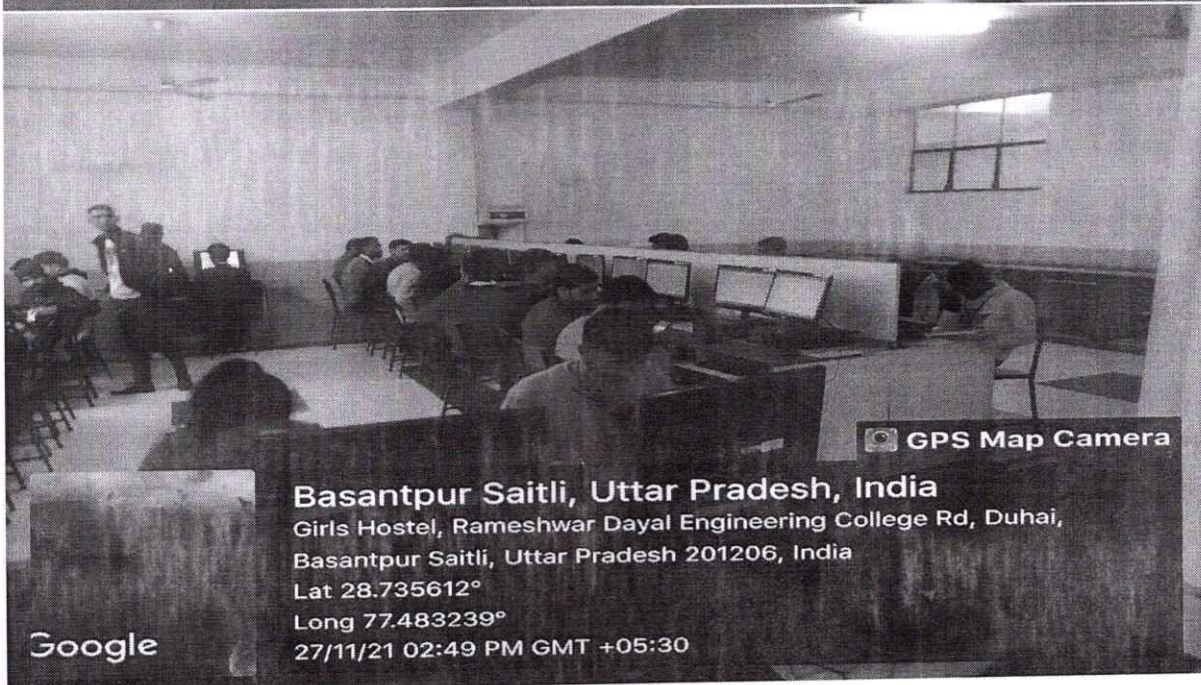 GPS Map Camera
Basantpur Saitli, Uttar Pradesh, India
Girls Hostel, Rameshwar Dayal Engineering College Rd, Duhai,
Basantpur Saitli, Uttar Pradesh 201206, India
Lat 28.735612°
Long 77.483239°
27/11/21 02:49 PM GMT +05:30
Google